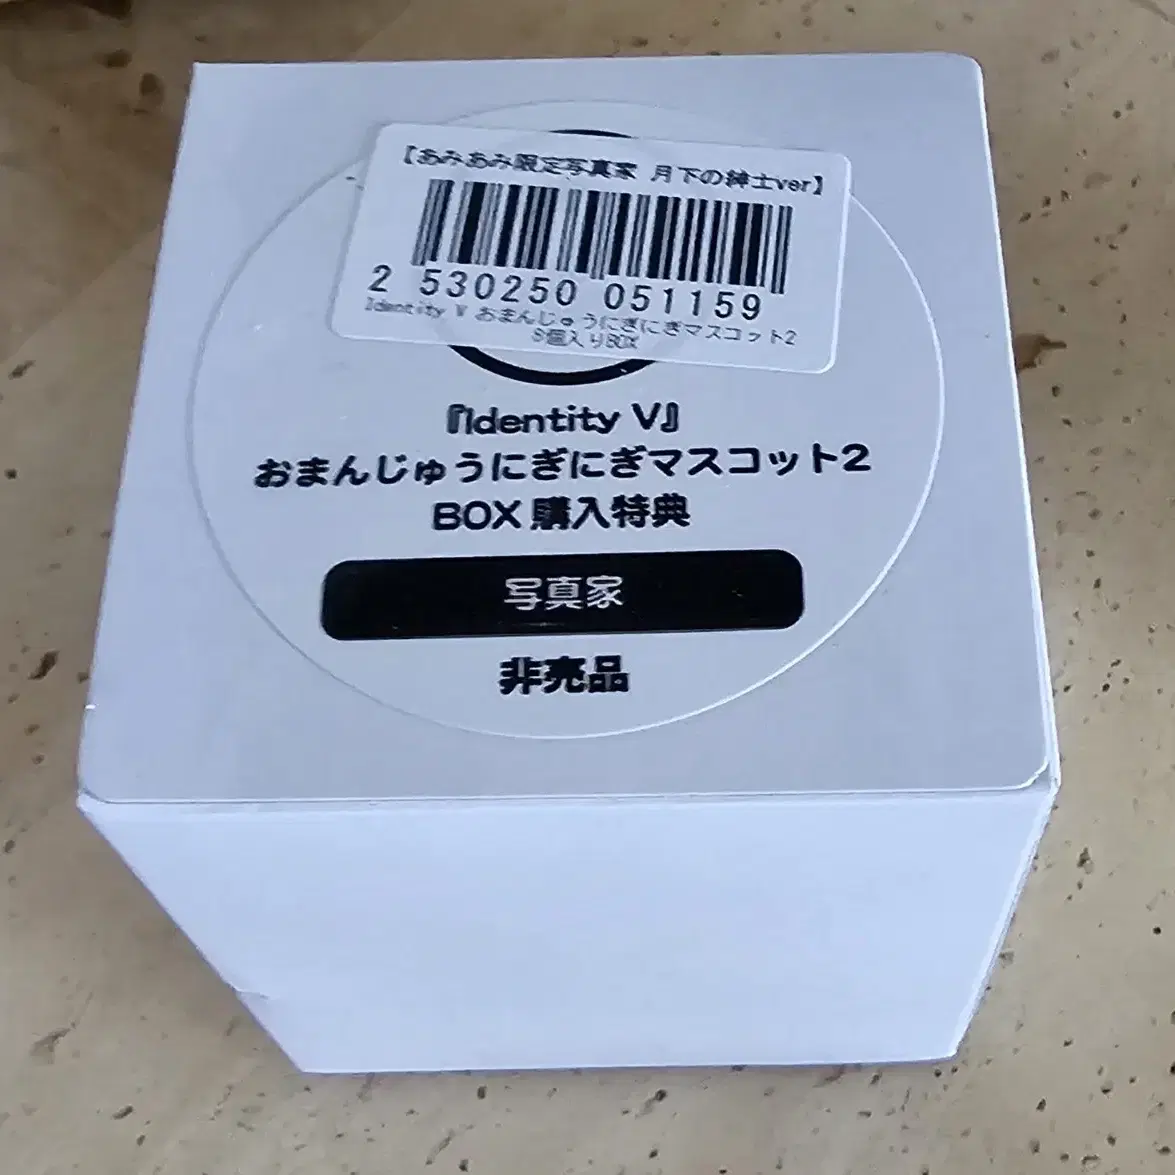 【あみあみ限定写真家 月下の紳士ver】
2 530250 051159
Identity V おまんじゅうにぎにぎマスコット2
8個入りBOX
『Identity V』
おまんじゅうにぎにぎマスコット2
BOX 購入特典
写真家
非売品